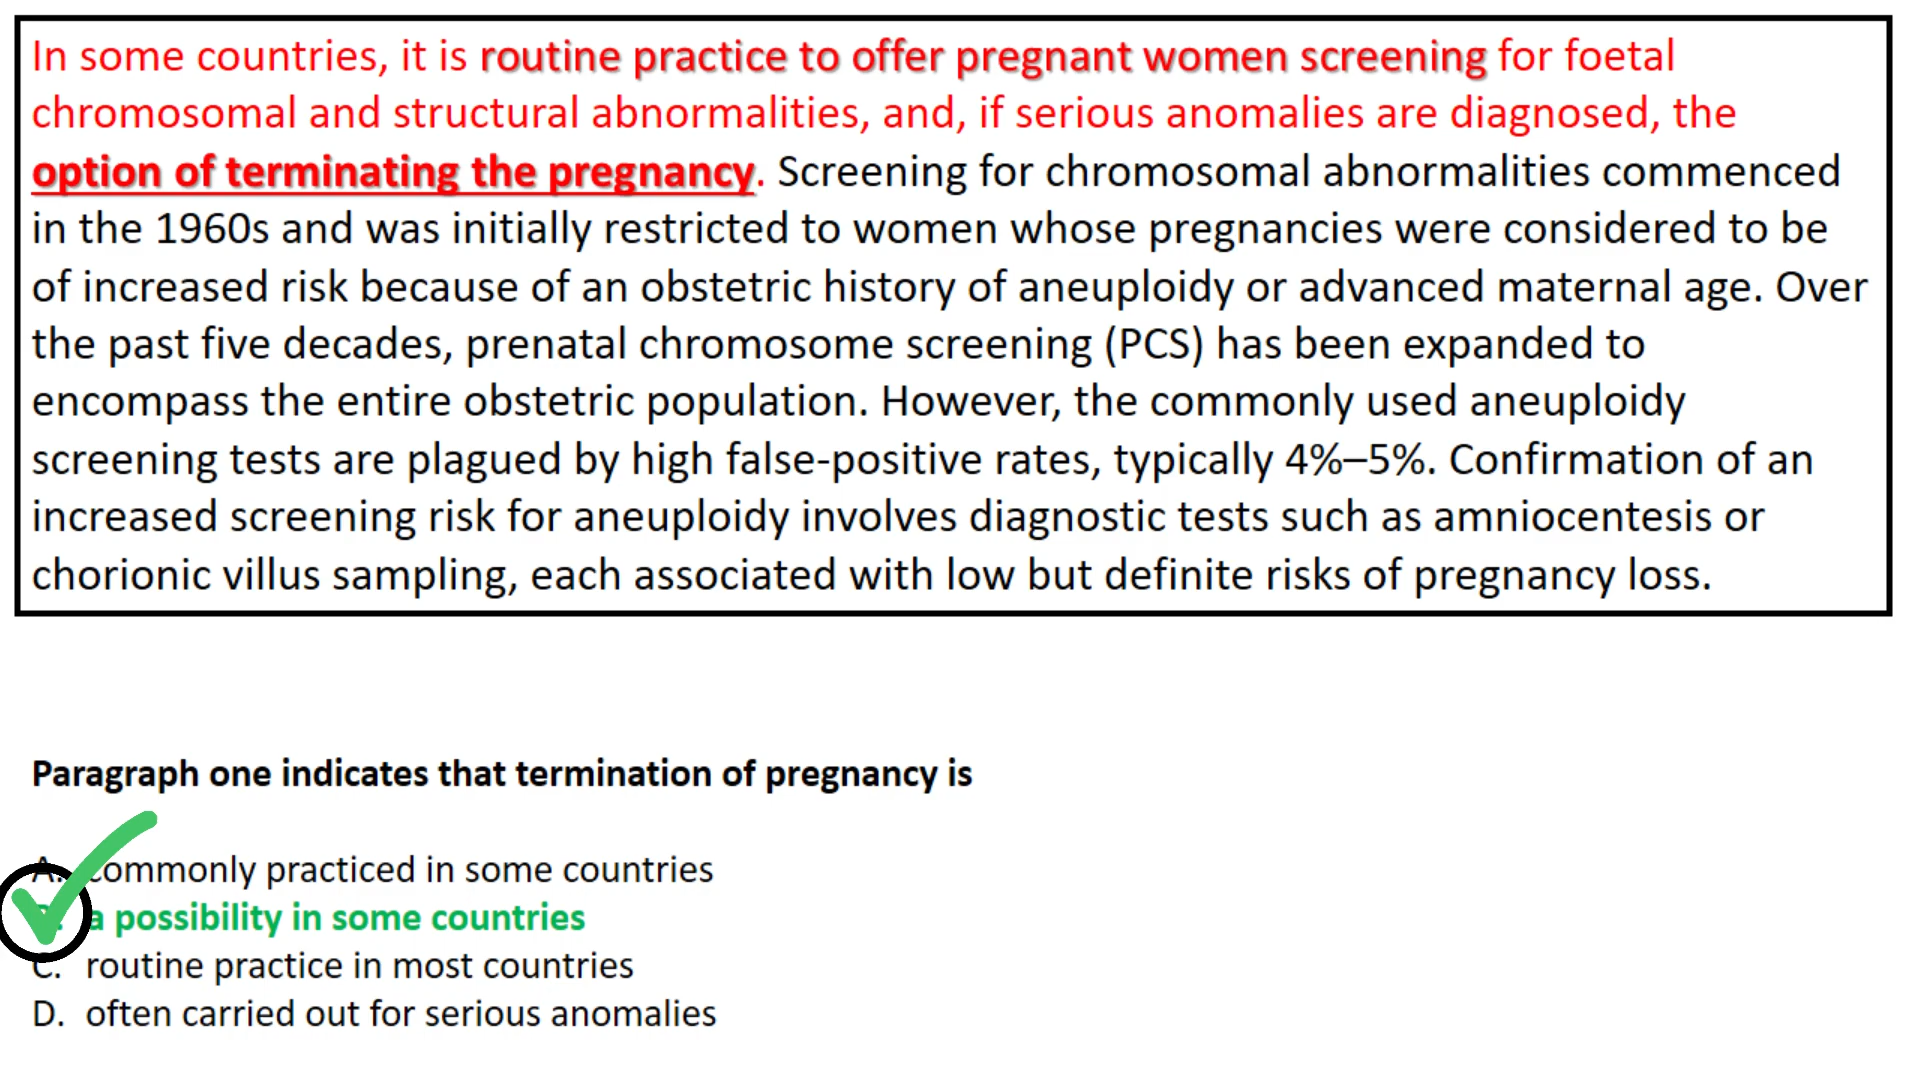 In some countries, it is routine practice to offer pregnant women screening for foetal
chromosomal and structural abnormalities, and, if serious anomalies are diagnosed, the
option of terminating the pregnancy. Screening for chromosomal abnormalities commenced
in the 1960s and was initially restricted to women whose pregnancies were considered to be
of increased risk because of an obstetric history of aneuploidy or advanced maternal age. Over
the past five decades, prenatal chromosome screening (PCS) has been expanded to
encompass the entire obstetric population. However, the commonly used aneuploidy
screening tests are plagued by high false-positive rates, typically 4%–5%. Confirmation of an
increased screening risk for aneuploidy involves diagnostic tests such as amniocentesis or
chorionic villus sampling, each associated with low but definite risks of pregnancy loss.
Paragraph one indicates that termination of pregnancy is
A. commonly practiced in some countries
B. a possibility in some countries
C. routine practice in most countries
D. often carried out for serious anomalies